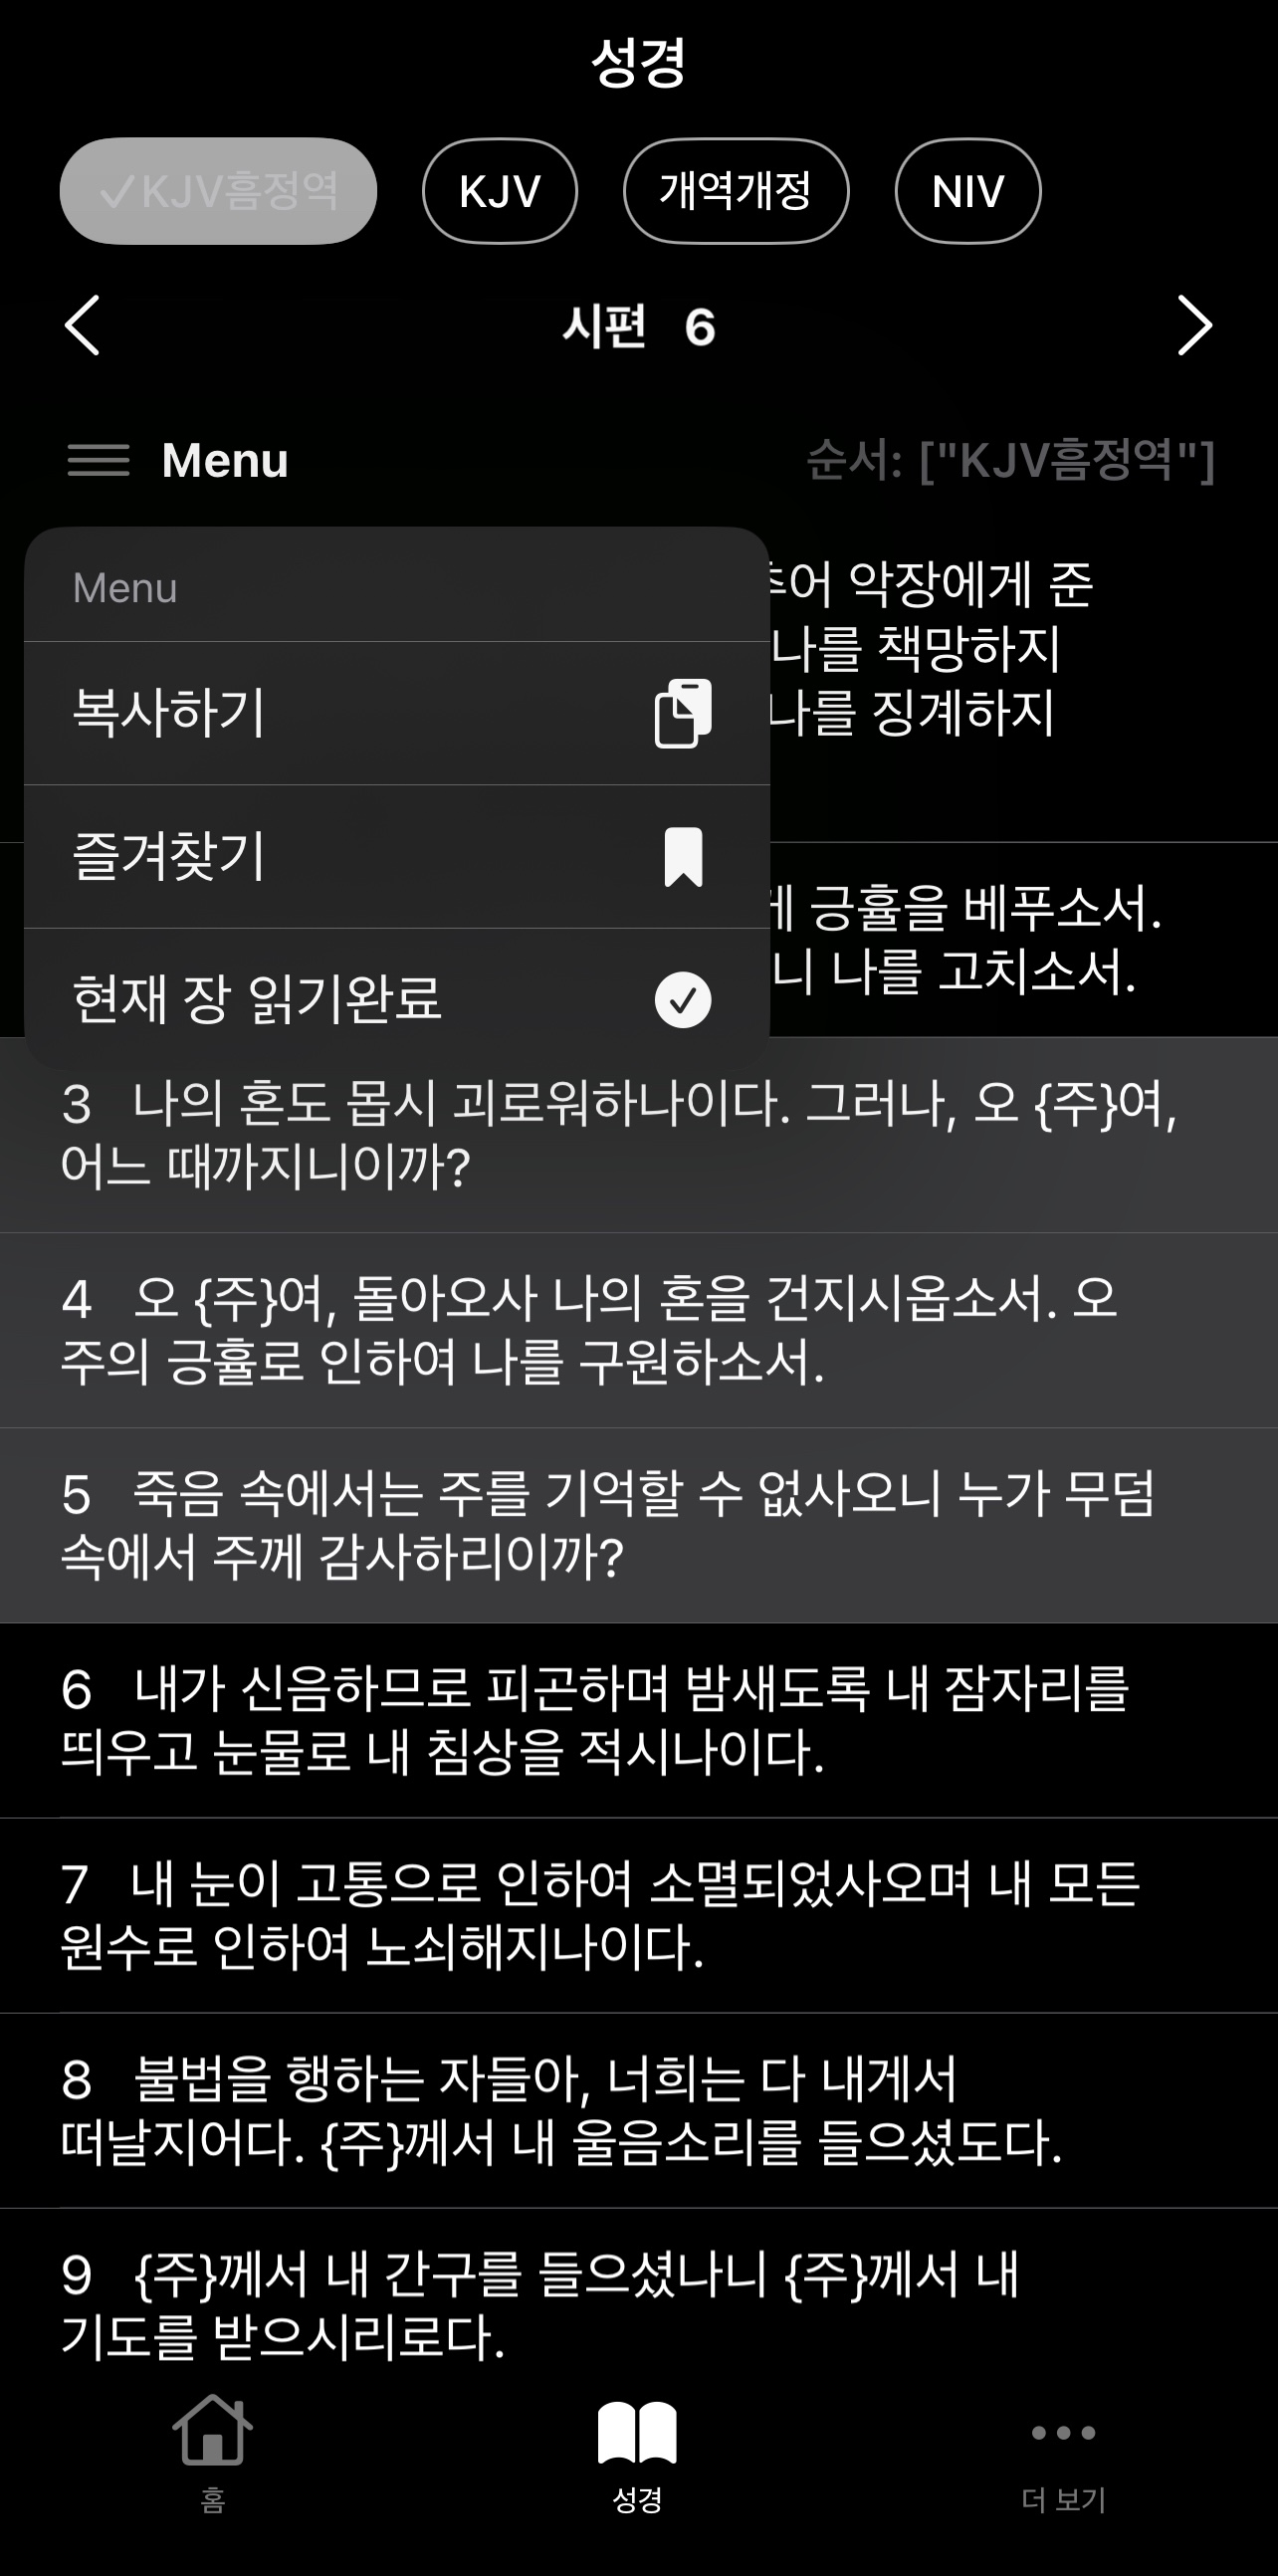 성경
✓KJV흠정역 KJV 개역개정 NIV
시편 6
Menu 순서: ["KJV흠정역"]
Menu
악장에게 준
나를 책망하지
복사하기
나를 징계하지
즐겨찾기
긍휼을 베푸소서.
현재 장 읽기완료
니 나를 고치소서.
3 나의 혼도 몹시 괴로워하나이다. 그러나, 오 {주}여,
어느 때까지니이까?
4 오 {주}여, 돌아오사 나의 혼을 건지시옵소서. 오
주의 긍휼로 인하여 나를 구원하소서.
5 죽음 속에서는 주를 기억할 수 없사오니 누가 무덤
속에서 주께 감사하리이까?
6 내가 신음하므로 피곤하며 밤새도록 내 잠자리를
띄우고 눈물로 내 침상을 적시나이다.
7 내 눈이 고통으로 인하여 소멸되었사오며 내 모든
원수로 인하여 노쇠해지나이다.
8 불법을 행하는 자들아, 너희는 다 내게서
떠날지어다. {주}께서 내 울음소리를 들으셨도다.
9 {주}께서 내 간구를 들으셨나니 {주}께서 내
기도를 받으시리로다.
홈 성경 더 보기